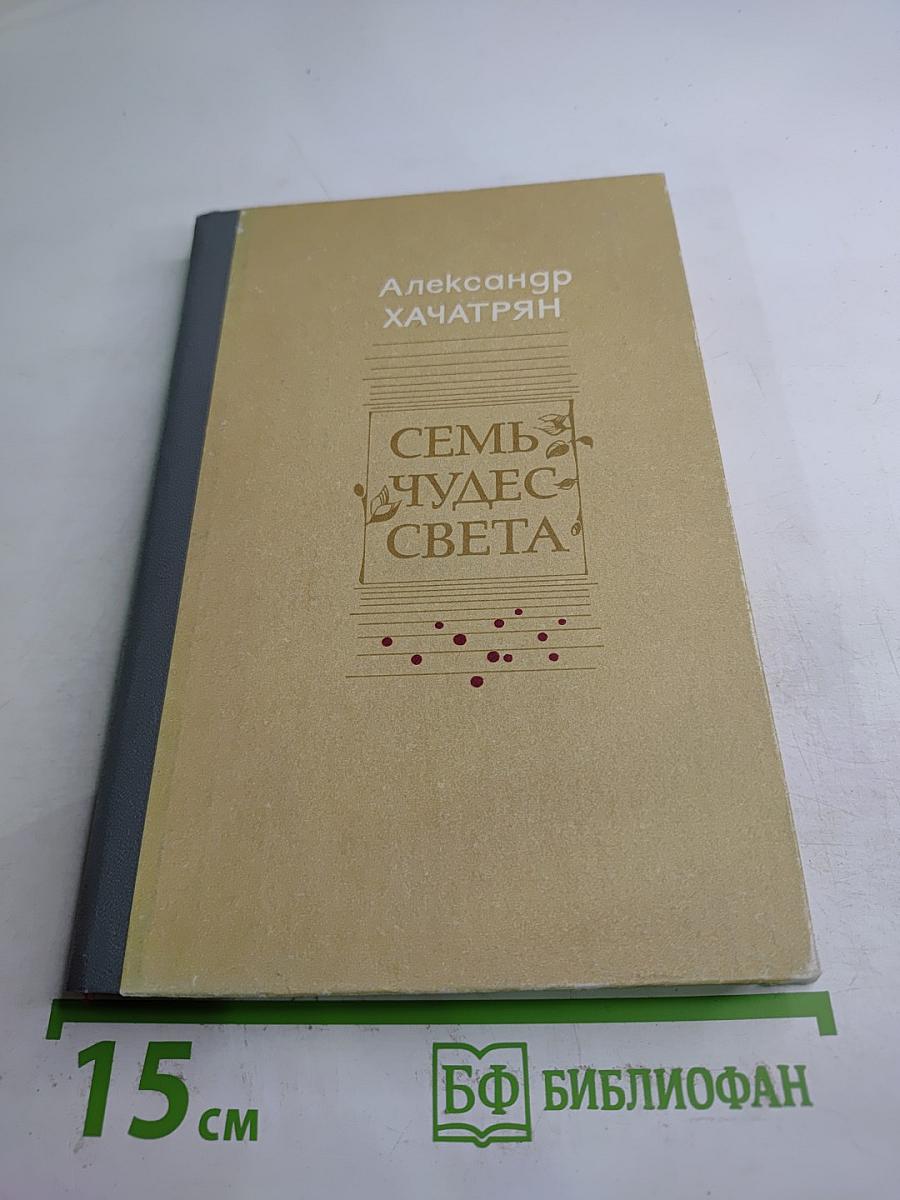 Александр
ХАЧАТРЯН
СЕМЬ
ЧУДЕС
СВЕТА
15 см
БФ БИБЛИОФАН